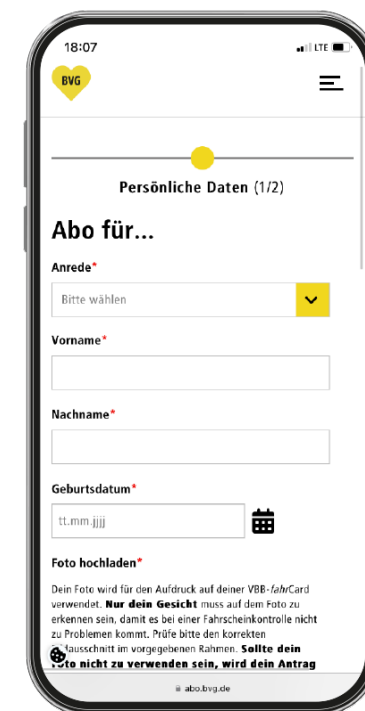 18:07
LTE
BVG
Persönliche Daten (1/2)
Abo für...
Anrede*
Bitte wählen
Vorname*
Nachname*
Geburtsdatum*
tt.mm.jjjj
Foto hochladen*
Dein Foto wird für den Aufdruck auf deiner VBB-fahrCard
verwendet. Nur dein Gesicht muss auf dem Foto zu
erkennen sein, damit es bei einer Fahrscheinkontrolle nicht
zu Problemen kommt. Prüfe bitte den korrekten
im vorgegebenen Rahmen. Sollte dein
nicht zu verwenden sein, wird dein Antrag
abo.bvg.de